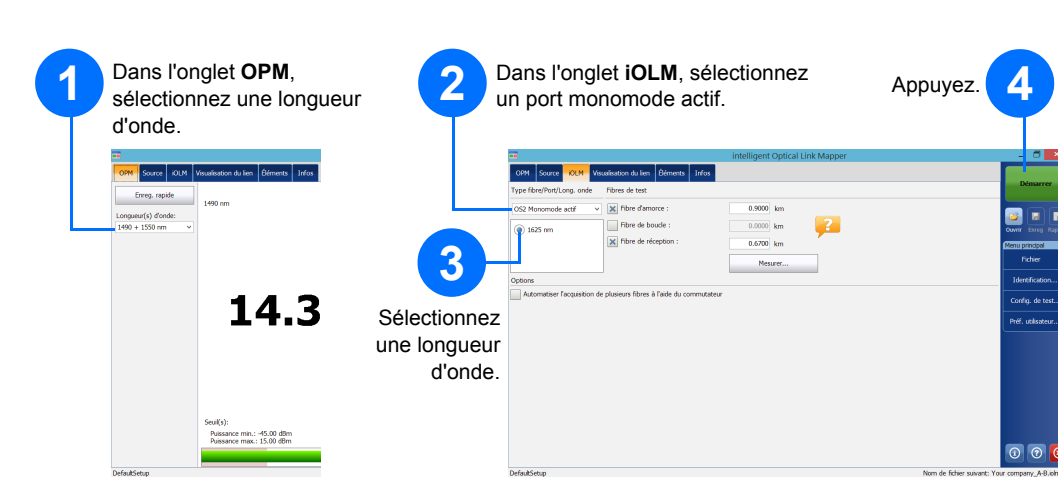 1
Dans l'onglet OPM,
sélectionnez une longueur
d'onde.
2
Dans l'onglet iOLM, sélectionnez
un port monomode actif.
Appuyez.
4
OPM Source iOLM Visualisation du lien Éléments Infos
Enreg. rapide
Longueur(s) d'onde:
1490 + 1550 nm
1490 nm
14.3
Seuil(s):
Puissance min.: -45.00 dBm
Puissance max.: 15.00 dBm
DefaultSetup
3
Sélectionnez
une longueur
d'onde.
intelligent Optical Link Mapper
OPM Source iOLM Visualisation du lien Éléments Infos
Type fibre/Port/Long. onde Fibres de test
OS2 Monomode actif
1625 nm
Fibre d'amorce : 0.9000 km
Fibre de boucle : 0.0000 km
Fibre de réception : 0.6700 km
?
Mesurer...
Options
Automatiser l'acquisition de plusieurs fibres à l'aide du commutateur
Démarrer
Ouvrir Enreg Rap
Menu principal
Fichier
Identification...
Config. de test..
Préf. utilisateur..
DefaultSetup
Nom de fichier suivant: Your company_A-B.iolm